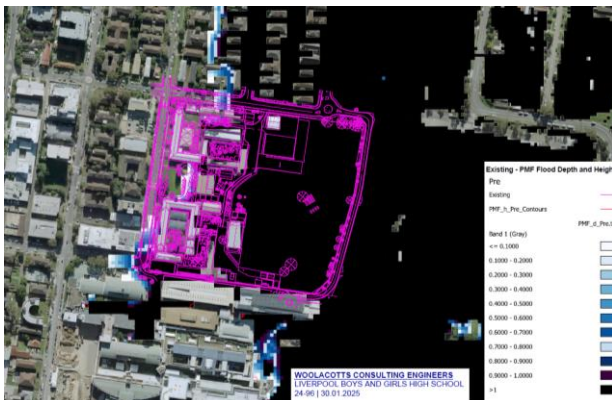 Existing - PMF Flood Depth and Heigh
Pre
Existing
PMF_h_Pre_Contours
PMF_d_Pre.t
Band 1 (Gray)
<= 0.1000
0.1000 - 0.2000
0.2000 - 0.3000
0.3000 - 0.4000
0.4000 - 0.5000
0.5000 - 0.6000
0.6000 - 0.7000
0.7000 - 0.8000
0.8000 - 0.9000
0.9000 - 1.0000
>1
WOOLACOTTS CONSULTING ENGINEERS
LIVERPOOL BOYS AND GIRLS HIGH SCHOOL
24-96 | 30.01.2025